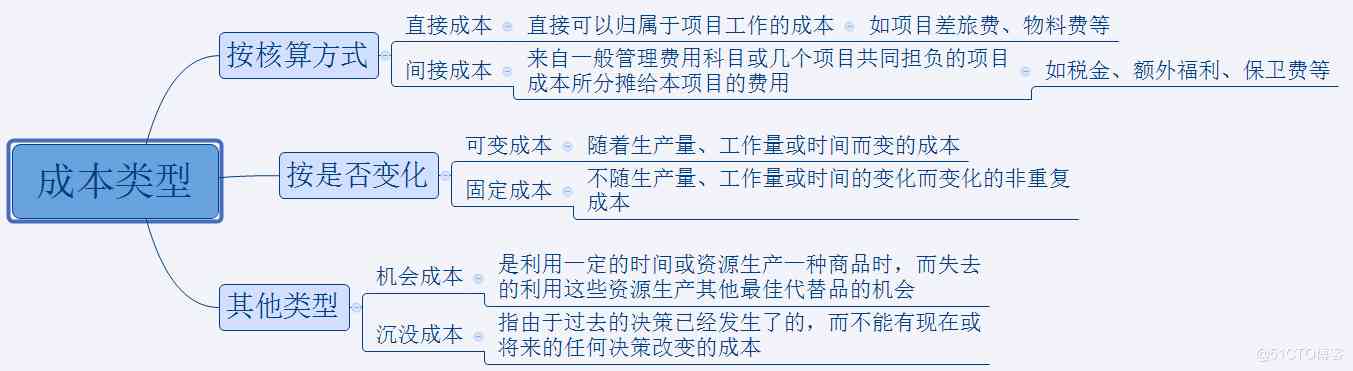 成本类型
按核算方式
直接成本
直接可以归属于项目工作的成本
如项目差旅费、物料费等
间接成本
来自一般管理费用科目或几个项目共同担负的项目
成本所分摊给本项目的费用
如税金、额外福利、保卫费等
按是否变化
可变成本
随着生产量、工作量或时间而变的成本
固定成本
不随生产量、工作量或时间的变化而变化的非重复
成本
其他类型
机会成本
是利用一定的时间或资源生产一种商品时，而失去
的利用这些资源生产其他最佳代替品的机会
沉没成本
指由于过去的决策已经发生了的，而不能有现在或
将来的任何决策改变的成本
@51CTO博客